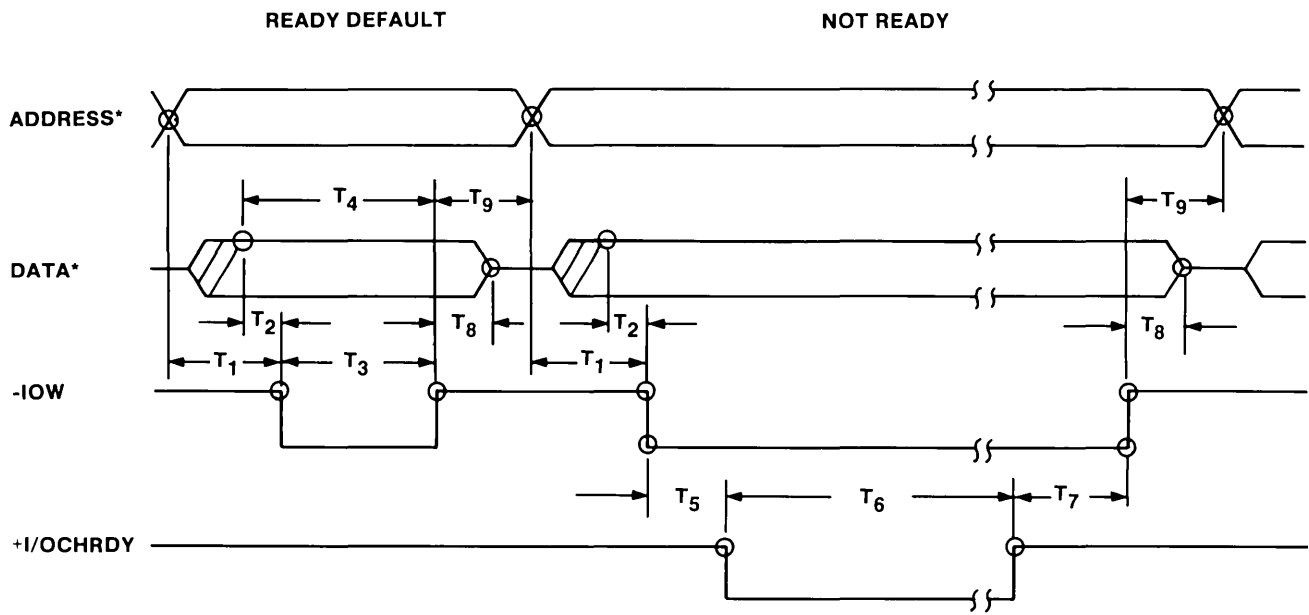 READY DEFAULT NOT READY
ADDRESS*
T4 T9 T9
DATA*
T2 T8 T2 T8
T1 T3 T1
-IOW
T5 T6 T7
+I/OCHRDY